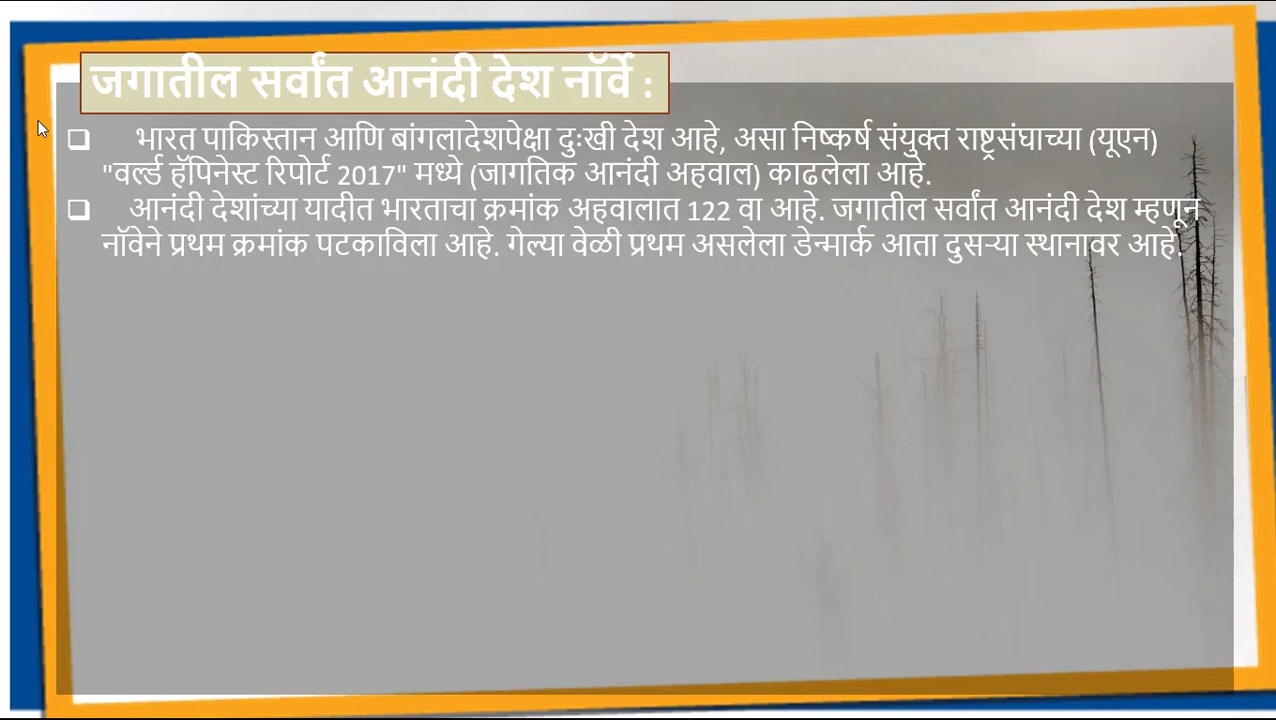 जगातील सर्वांत आनंदी देश नॉर्वे :
❑ भारत पाकिस्तान आणि बांगलादेशपेक्षा दुःखी देश आहे, असा निष्कर्ष संयुक्त राष्ट्रसंघाच्या (यूएन)
"वर्ल्ड हॅपिनेस्ट रिपोर्ट 2017" मध्ये (जागतिक आनंदी अहवाल) काढलेला आहे.
❑ आनंदी देशांच्या यादीत भारताचा क्रमांक अहवालात 122 वा आहे. जगातील सर्वांत आनंदी देश म्हणून
नॉर्वेने प्रथम क्रमांक पटकाविला आहे. गेल्या वेळी प्रथम असलेला डेन्मार्क आता दुसऱ्या स्थानावर आहे.